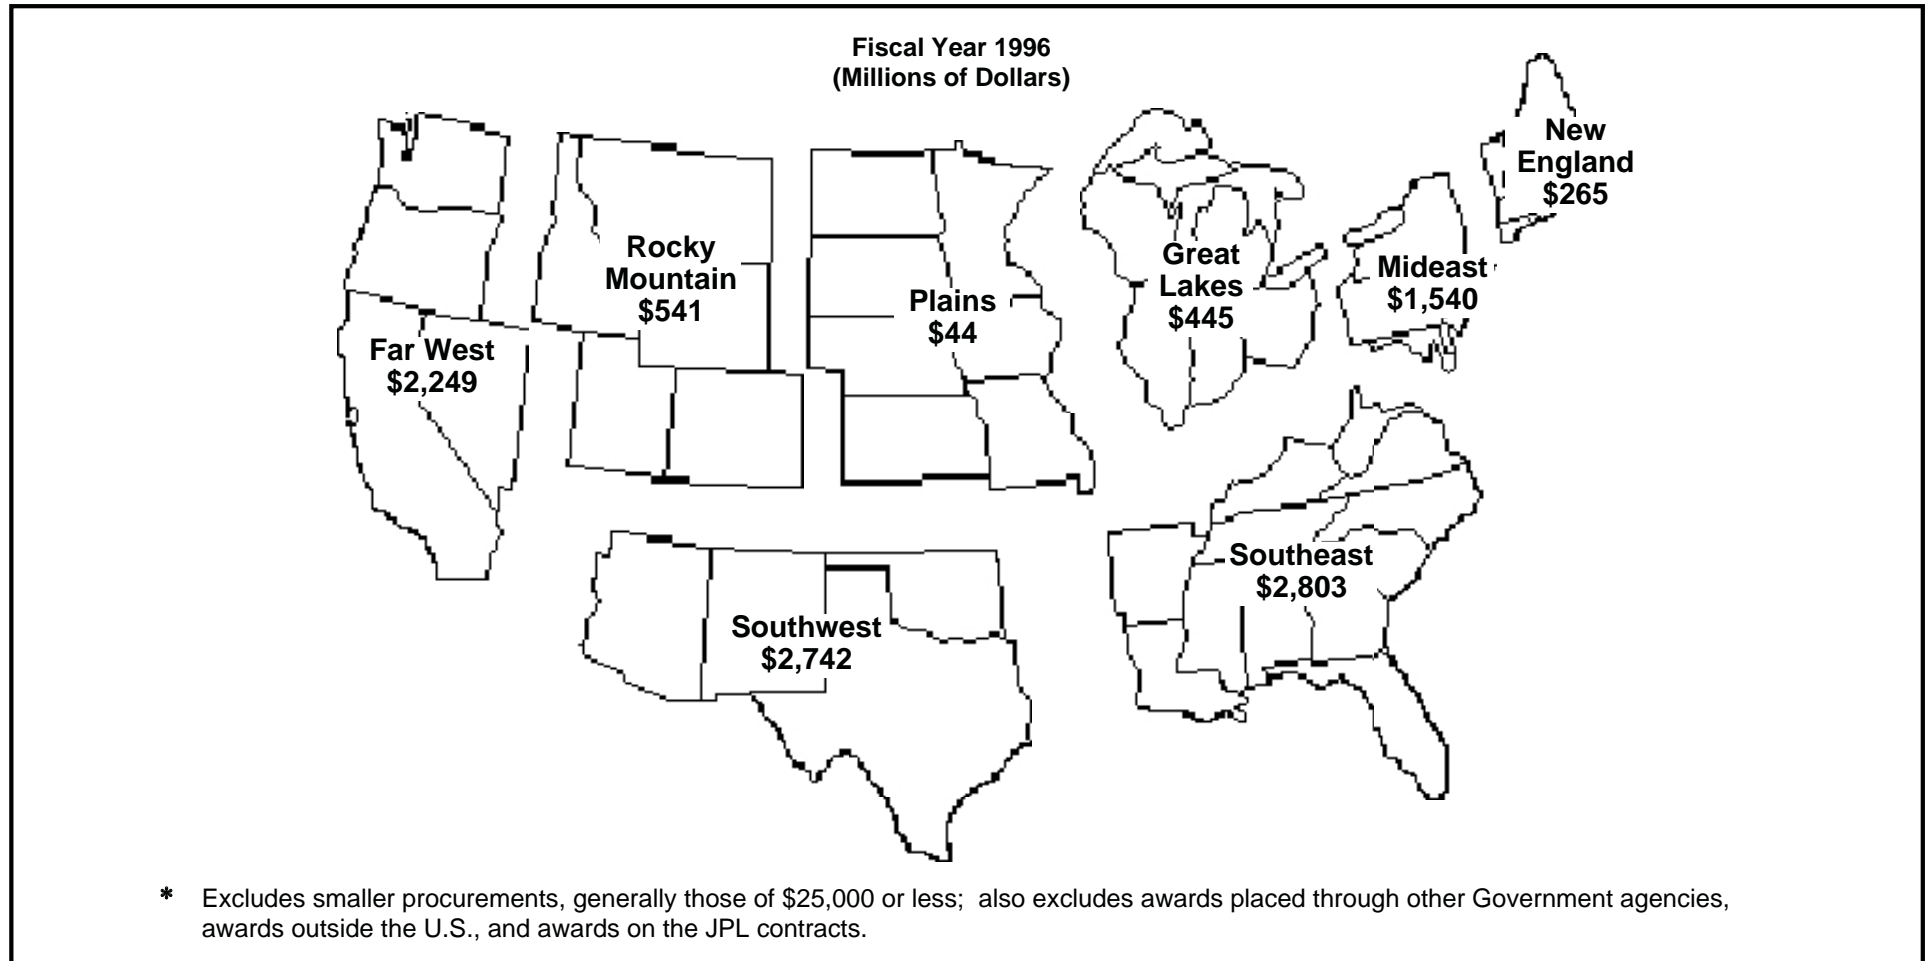 Fiscal Year 1996
(Millions of Dollars)
New
England
$265
Rocky
Mountain
$541
Plains
$44
Great
Lakes
$445
Mideast
$1,540
Far West
$2,249
Southwest
$2,742
Southeast
$2,803
* Excludes smaller procurements, generally those of $25,000 or less; also excludes awards placed through other Government agencies,
awards outside the U.S., and awards on the JPL contracts.